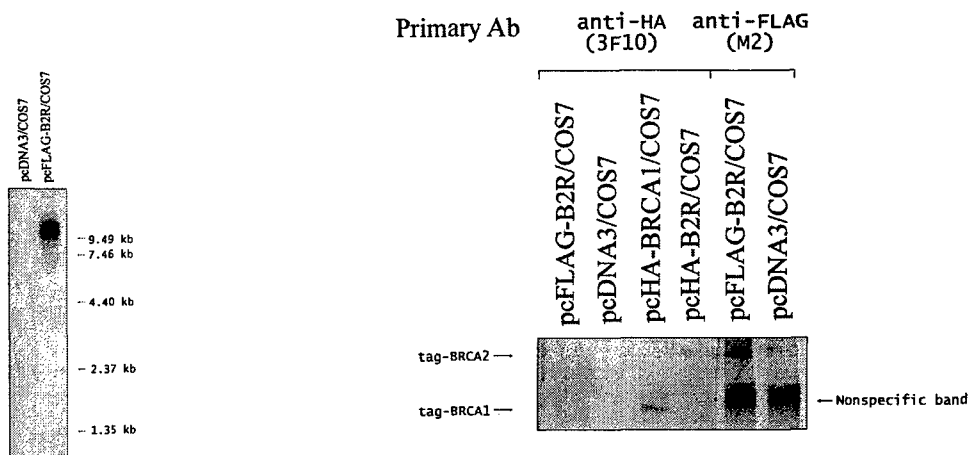 pcDNA3/COS7
pcFLAG-B2R/COS7
9.49 kb
7.46 kb
4.40 kb
2.37 kb
1.35 kb
Primary Ab
anti-HA
(3F10)
anti-FLAG
(M2)
pcFLAG-B2R/COS7
pcDNA3/COS7
pcHA-BRCA1/COS7
pcHA-B2R/COS7
pcFLAG-B2R/COS7
pcDNA3/COS7
tag-BRCA2
tag-BRCA1
Nonspecific band